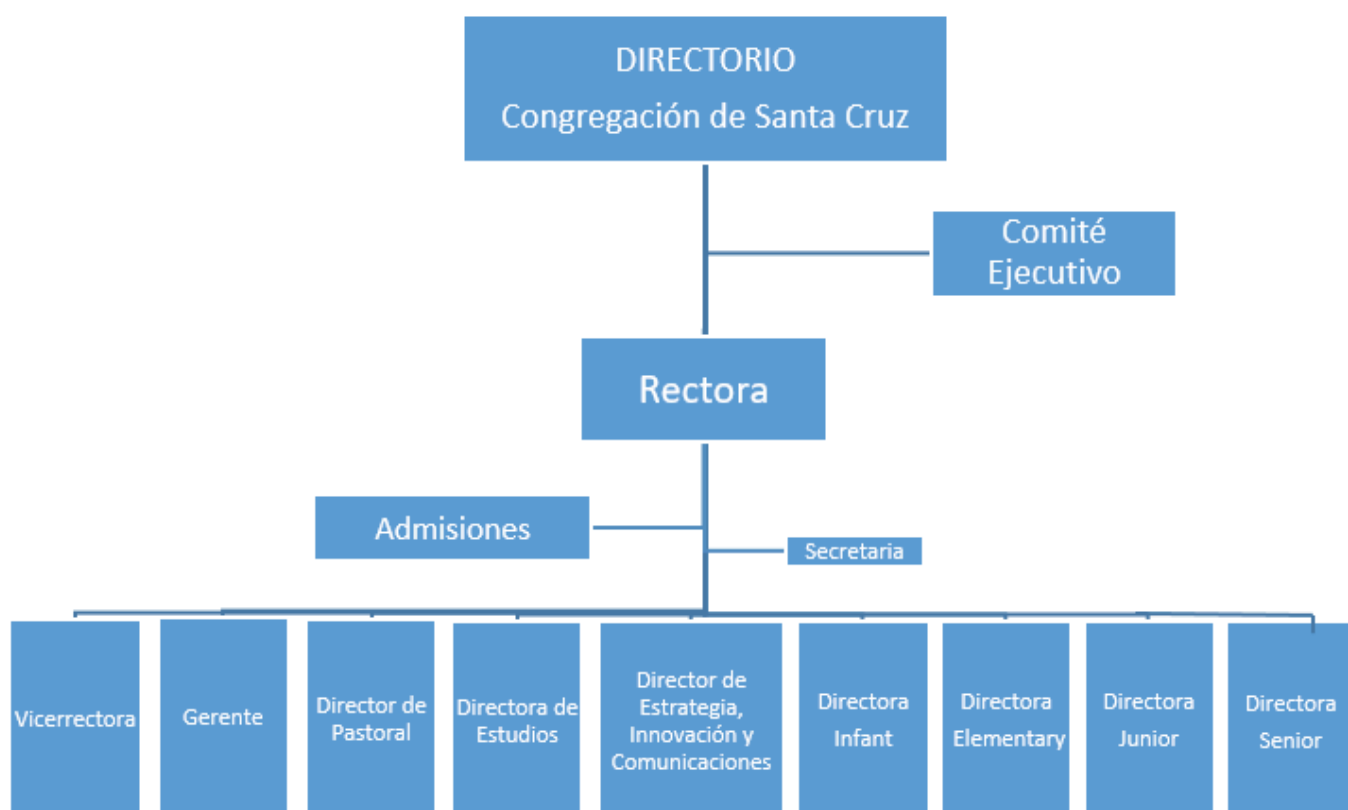 DIRECTORIO
Congregación de Santa Cruz
Comité
Ejecutivo
Rectora
Admisiones
Secretaria
Vicerrectora
Gerente
Director de
Pastoral
Directora de
Estudios
Director de
Estrategia,
Innovación y
Comunicaciones
Directora
Infant
Directora
Elementary
Directora
Junior
Directora
Senior